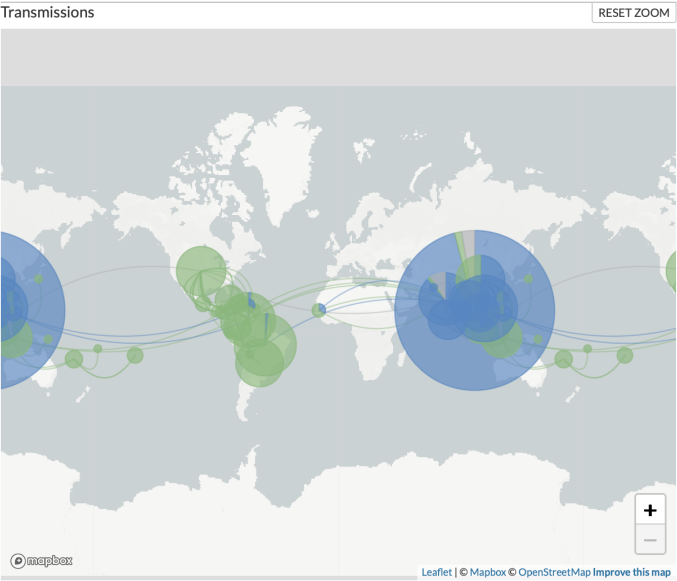 Transmissions
RESET ZOOM
+
−
mapbox
Leaflet | © Mapbox © OpenStreetMap Improve this map